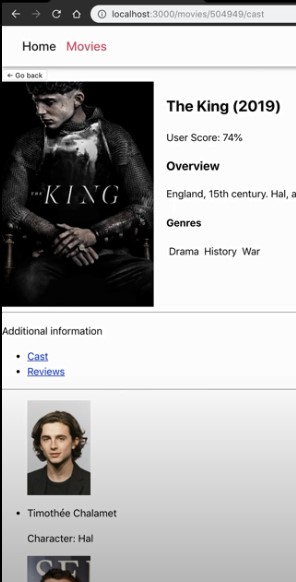 localhost:3000/movies/504949/cast
Home Movies
← Go back
The King (2019)
User Score: 74%
Overview
England, 15th century. Hal, a
Genres
Drama History War
THE KING
Additional information
• Cast
• Reviews
• Timothée Chalamet
Character: Hal
SEL